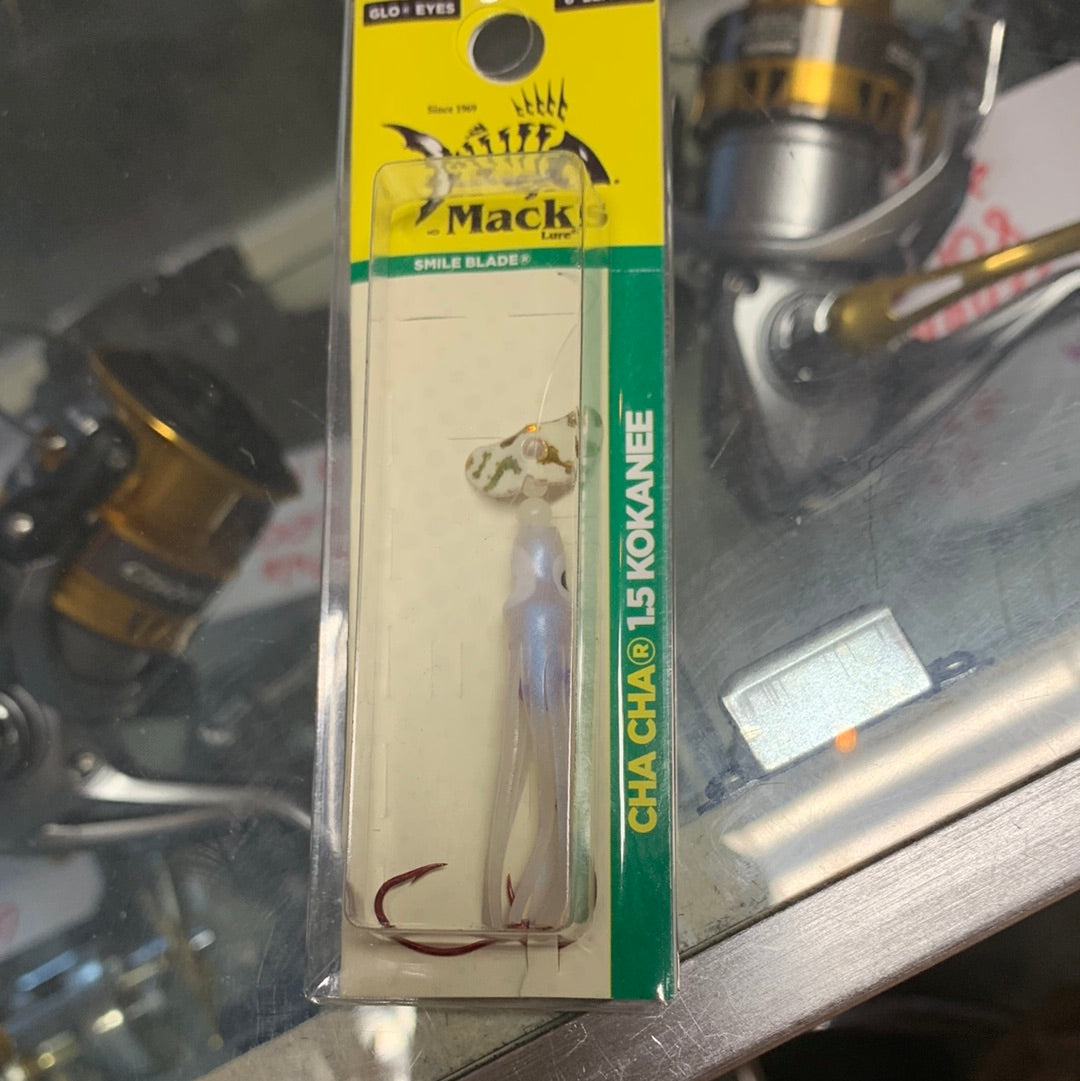 GLO® EYES
Since 1969
Mack's
Lure®
SMILE BLADE®
CHA CHA® 1.5 KOKANEE